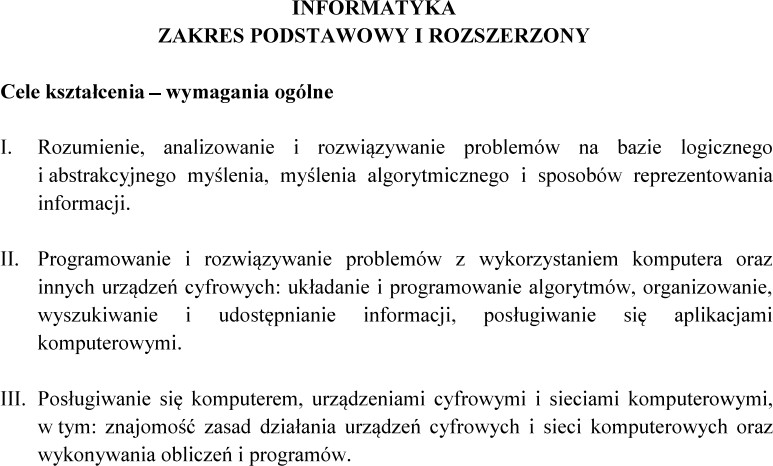 INFORMATYKA
ZAKRES PODSTAWOWY I ROZSZERZONY
Cele kształcenia – wymagania ogólne
I. Rozumienie, analizowanie i rozwiązywanie problemów na bazie logicznego
i abstrakcyjnego myślenia, myślenia algorytmicznego i sposobów reprezentowania
informacji.
II. Programowanie i rozwiązywanie problemów z wykorzystaniem komputera oraz
innych urządzeń cyfrowych: układanie i programowanie algorytmów, organizowanie,
wyszukiwanie i udostępnianie informacji, posługiwanie się aplikacjami
komputerowymi.
III. Posługiwanie się komputerem, urządzeniami cyfrowymi i sieciami komputerowymi,
w tym: znajomość zasad działania urządzeń cyfrowych i sieci komputerowych oraz
wykonywania obliczeń i programów.